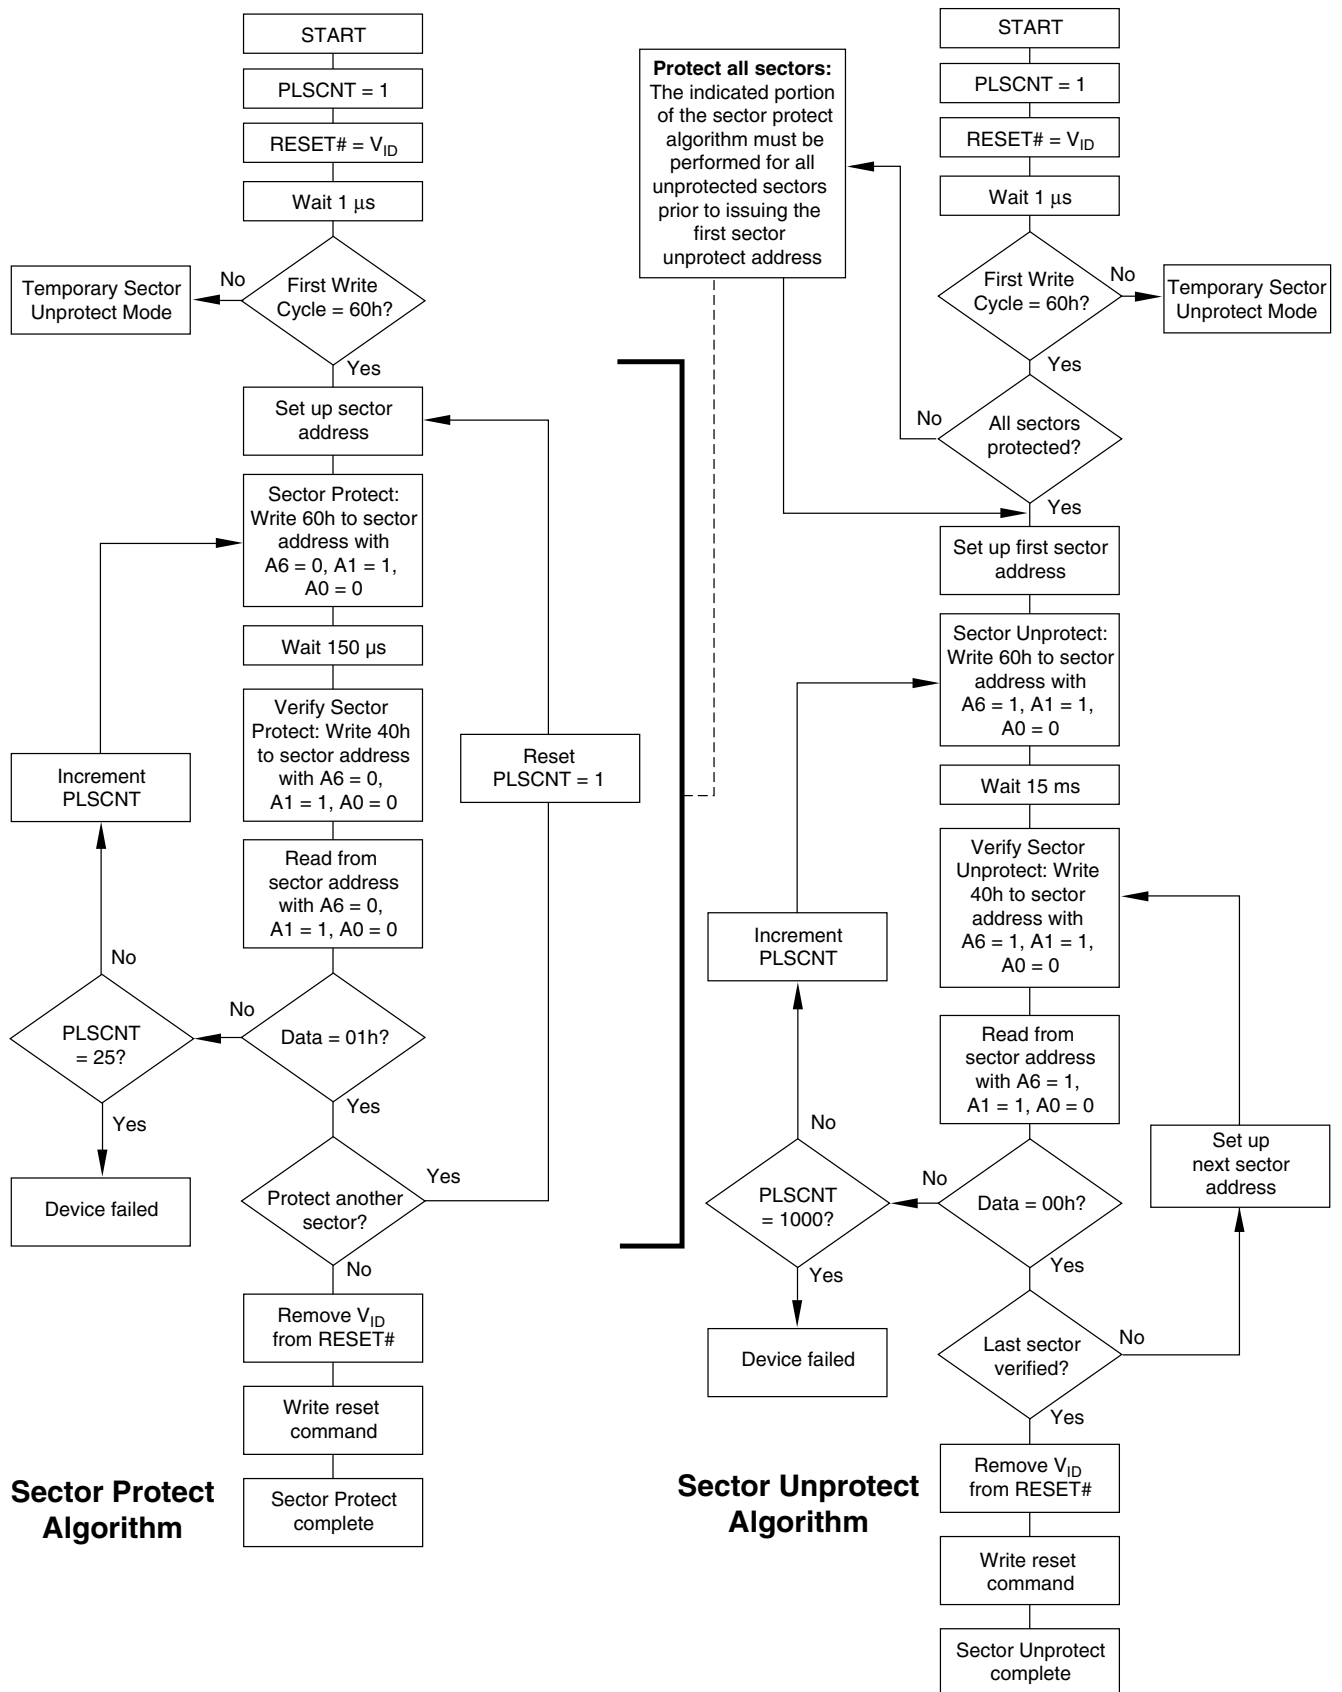 START
PLSCNT = 1
RESET# = VID
Wait 1 μs
First Write
Cycle = 60h?
No
Temporary Sector
Unprotect Mode
Yes
Set up sector
address
Sector Protect:
Write 60h to sector
address with
A6 = 0, A1 = 1,
A0 = 0
Wait 150 µs
Verify Sector
Protect: Write 40h
to sector address
with A6 = 0,
A1 = 1, A0 = 0
Reset
PLSCNT = 1
Increment
PLSCNT
Read from
sector address
with A6 = 0,
A1 = 1, A0 = 0
No
PLSCNT
= 25?
No
Data = 01h?
Yes
Yes
Device failed
Protect another
sector?
Yes
No
Remove VID
from RESET#
Write reset
command
Sector Protect
complete
Sector Protect
Algorithm
Protect all sectors:
The indicated portion
of the sector protect
algorithm must be
performed for all
unprotected sectors
prior to issuing the
first sector
unprotect address
START
PLSCNT = 1
RESET# = VID
Wait 1 μs
First Write
Cycle = 60h?
No
Temporary Sector
Unprotect Mode
Yes
No
All sectors
protected?
Yes
Set up first sector
address
Sector Unprotect:
Write 60h to sector
address with
A6 = 1, A1 = 1,
A0 = 0
Wait 15 ms
Verify Sector
Unprotect: Write
40h to sector
address with
A6 = 1, A1 = 1,
A0 = 0
Increment
PLSCNT
Read from
sector address
with A6 = 1,
A1 = 1, A0 = 0
No
Set up
next sector
address
PLSCNT
= 1000?
No
Data = 00h?
Yes
Yes
Device failed
Last sector
verified?
No
Yes
Remove VID
from RESET#
Write reset
command
Sector Unprotect
complete
Sector Unprotect
Algorithm